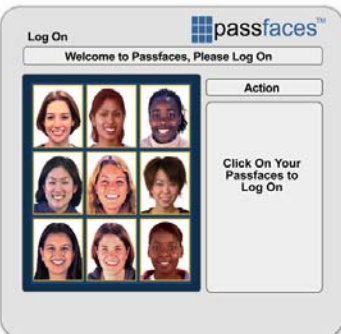 passfaces™
Log On
Welcome to Passfaces, Please Log On
Action
Click On Your
Passfaces to
Log On